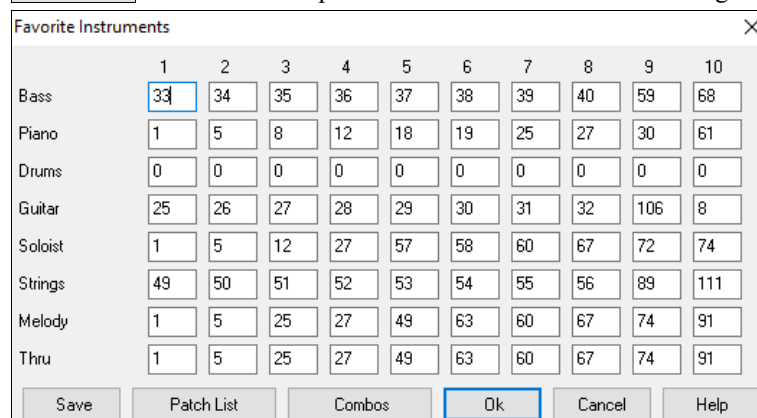 Favorite Instruments
1 2 3 4 5 6 7 8 9 10
Bass 33 34 35 36 37 38 39 40 59 68
Piano 1 5 8 12 18 19 25 27 30 61
Drums 0 0 0 0 0 0 0 0 0 0
Guitar 25 26 27 28 29 30 31 32 106 8
Soloist 1 5 12 27 57 58 60 67 72 74
Strings 49 50 51 52 53 54 55 56 89 111
Melody 1 5 25 27 49 63 60 67 74 91
Thru 1 5 25 27 49 63 60 67 74 91
Save Patch List Combos Ok Cancel Help